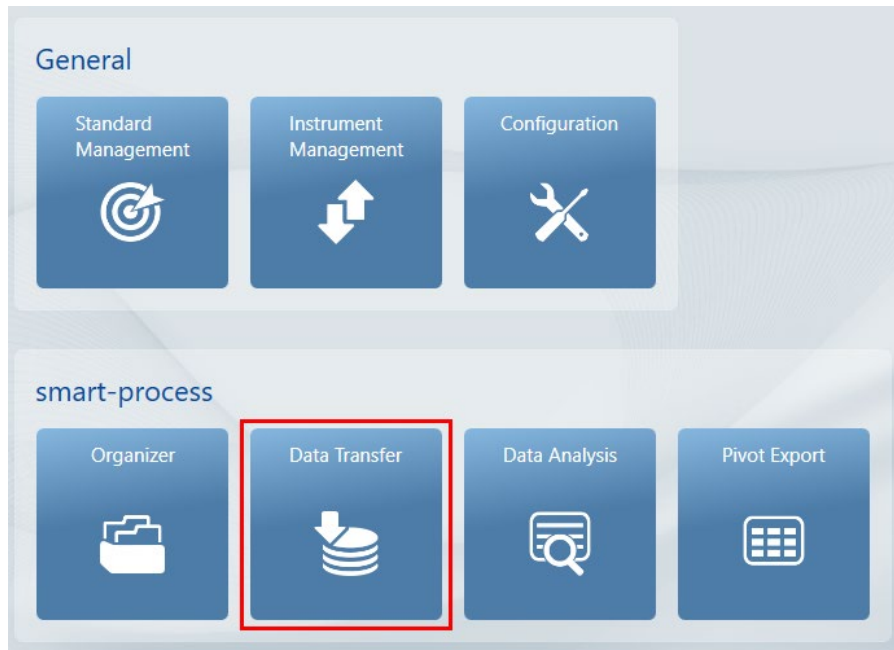 General
Standard
Management
Instrument
Management
Configuration
smart-process
Organizer
Data Transfer
Data Analysis
Pivot Export